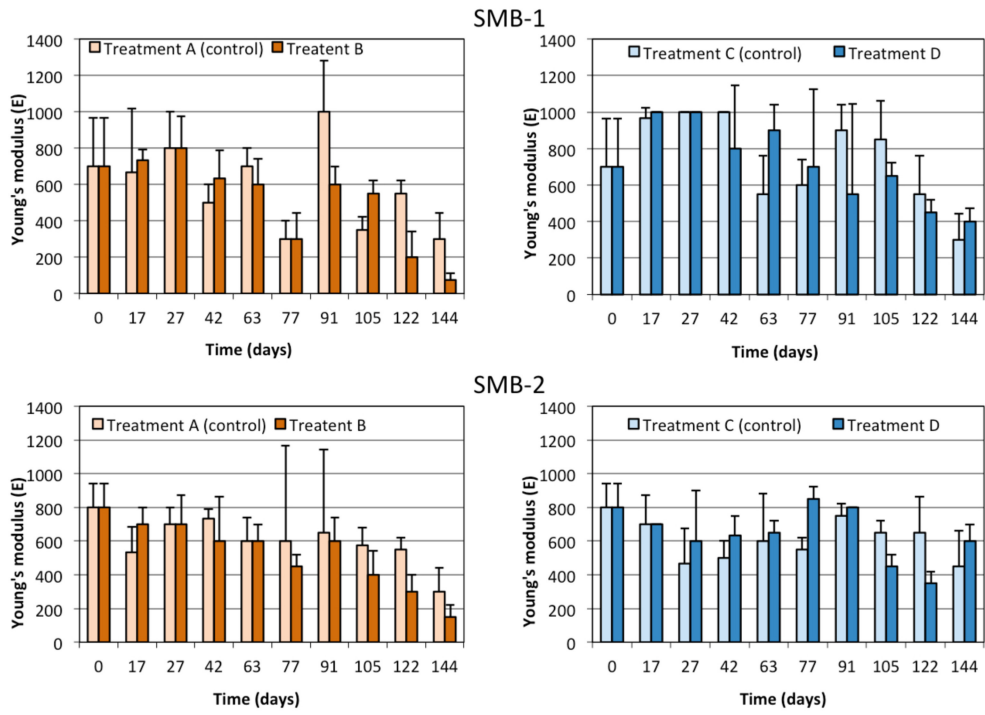 SMB-1
Treatment A (control) Treatent B
1400
1200
1000
800
600
400
200
0
Young's modulus (E)
0 17 27 42 63 77 91 105 122 144
Time (days)
Treatment C (control) Treatment D
1400
1200
1000
800
600
400
200
0
Young's modulus (E)
0 17 27 42 63 77 91 105 122 144
Time (days)
SMB-2
Treatment A (control) Treatent B
1400
1200
1000
800
600
400
200
0
Young's modulus (E)
0 17 27 42 63 77 91 105 122 144
Time (days)
Treatment C (control) Treatment D
1400
1200
1000
800
600
400
200
0
Young's modulus (E)
0 17 27 42 63 77 91 105 122 144
Time (days)